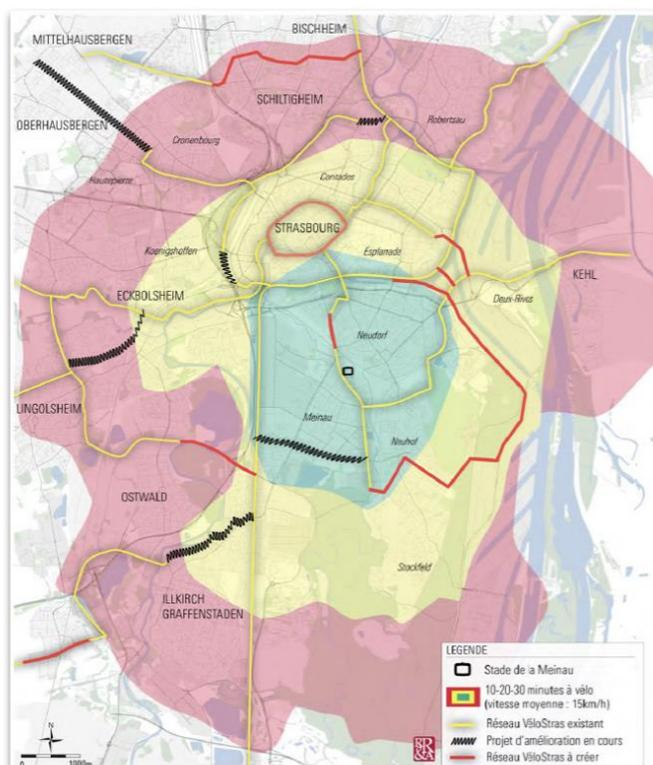 BISCHHEIM
MITTELHAUSBERGEN
SCHILTIGHEIM
Robertsau
OBERHAUSBERGEN
Cronenbourg
Hautepierre
Contades
STRASBOURG
Koenigshoffen
Esplanade
KEHL
ECKBOLSHEIM
Deux-Rives
Neudorf
LINGOLSHEIM
Meinau
Neuhof
OSTWALD
Stockfeld
ILLKIRCH
GRAFFENSTADEN
LEGENDE
Stade de la Meinau
10-20-30 minutes à vélo
(vitesse moyenne : 15km/h)
Réseau VéloStras existant
Projet d'amélioration en cours
Réseau VéloStras à créer
N
0 1000m